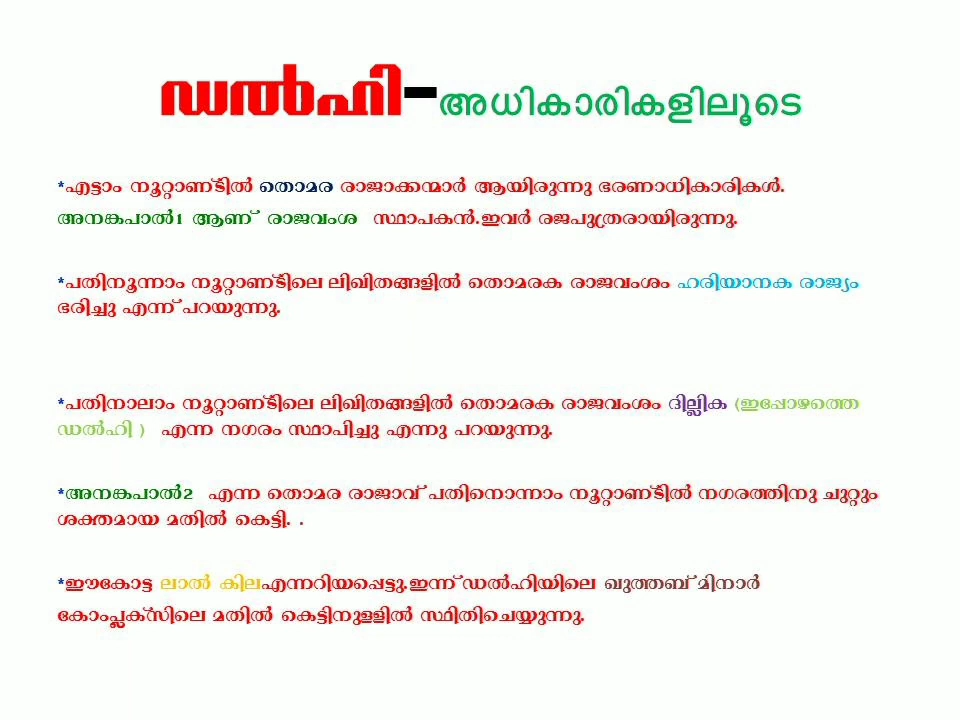 ഡൽഹി-അധികാരികളിലൂടെ
*എട്ടാം നൂറ്റാണ്ടിൽ തൊമര രാജാക്കന്മാർ ആയിരുന്നു ഭരണാധികാരികൾ.
അനങ്കപാൽ1 ആണ് രാജവംശ സ്ഥാപകൻ.ഇവർ രജപുത്രരായിരുന്നു.
*പതിനൂന്നാം നൂറ്റാണ്ടിലെ ലിഖിതങ്ങളിൽ തൊമരക രാജവംശം ഹരിയാനക രാജ്യം
ഭരിച്ചു എന്ന് പറയുന്നു.
*പതിനാലാം നൂറ്റാണ്ടിലെ ലിഖിതങ്ങളിൽ തൊമരക രാജവംശം ദില്ലിക (ഇപ്പോഴത്തെ
ഡൽഹി ) എന്ന നഗരം സ്ഥാപിച്ചു എന്നു പറയുന്നു.
*അനങ്കപാൽ2 എന്ന തൊമര രാജാവ് പതിനൊന്നാം നൂറ്റാണ്ടിൽ നഗരത്തിനു ചുറ്റും
ശക്തമായ മതിൽ കെട്ടി. .
*ഈകോട്ട ലാൽ കിലഎന്നറിയപ്പെട്ടു.ഇന്ന് ഡൽഹിയിലെ ഖുത്തബ് മിനാർ
കോംപ്ലക്സിലെ മതിൽ കെട്ടിനുള്ളിൽ സ്ഥിതിചെയ്യുന്നു.